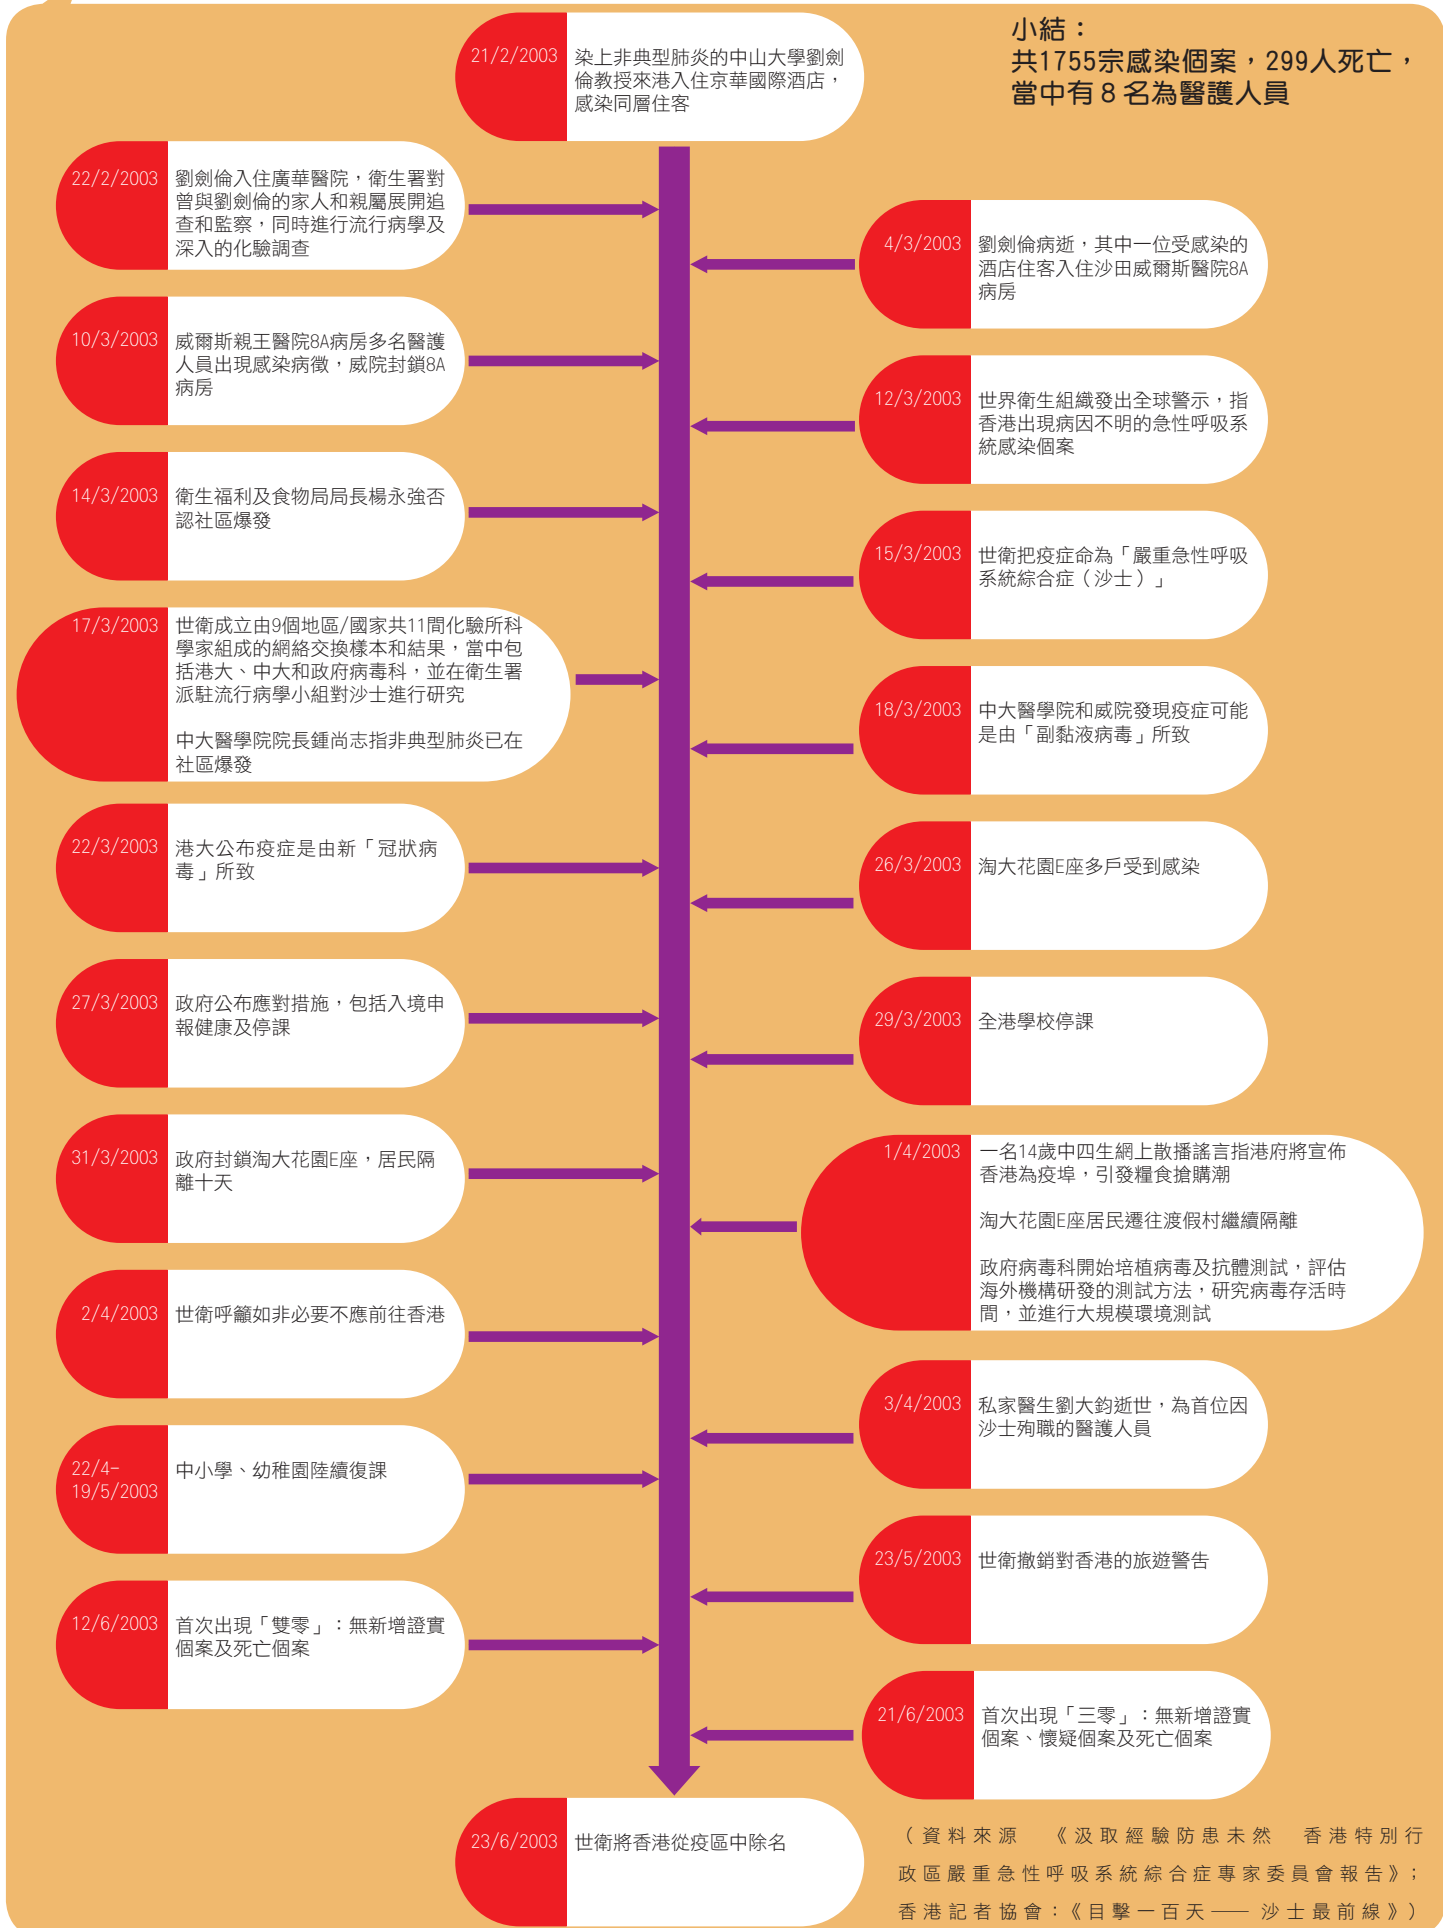 小結：
共1755宗感染個案，299人死亡，
當中有8名為醫護人員
21/2/2003
染上非典型肺炎的中山大學劉劍
倫教授來港入住京華國際酒店，
感染同層住客
22/2/2003
劉劍倫入住廣華醫院，衛生署對
曾與劉劍倫的家人和親屬展開追
查和監察，同時進行流行病學及
深入的化驗調查
4/3/2003
劉劍倫病逝，其中一位受感染的
酒店住客入住沙田威爾斯醫院8A
病房
10/3/2003
威爾斯親王醫院8A病房多名醫護
人員出現感染病徵，威院封鎖8A
病房
12/3/2003
世界衛生組織發出全球警示，指
香港出現病因不明的急性呼吸系
統感染個案
14/3/2003
衛生福利及食物局局長楊永強否
認社區爆發
15/3/2003
世衛把疫症命為「嚴重急性呼吸
系統綜合症（沙士）」
17/3/2003
世衛成立由9個地區/國家共11間化驗所科
學家組成的網絡交換樣本和結果，當中包
括港大、中大和政府病毒科，並在衛生署
派駐流行病學小組對沙士進行研究
中大醫學院院長鍾尚志指非典型肺炎已在
社區爆發
18/3/2003
中大醫學院和威院發現疫症可能
是由「副黏液病毒」所致
22/3/2003
港大公布疫症是由新「冠狀病
毒」所致
26/3/2003
淘大花園E座多戶受到感染
27/3/2003
政府公布應對措施，包括入境申
報健康及停課
29/3/2003
全港學校停課
31/3/2003
政府封鎖淘大花園E座，居民隔
離十天
1/4/2003
一名14歲中四生網上散播謠言指港府將宣佈
香港為疫埠，引發糧食搶購潮
淘大花園E座居民遷往渡假村繼續隔離
政府病毒科開始培植病毒及抗體測試，評估
海外機構研發的測試方法，研究病毒存活時
間，並進行大規模環境測試
2/4/2003
世衛呼籲如非必要不應前往香港
3/4/2003
私家醫生劉大鈞逝世，為首位因
沙士殉職的醫護人員
22/4-
19/5/2003
中小學、幼稚園陸續復課
23/5/2003
世衛撤銷對香港的旅遊警告
12/6/2003
首次出現「雙零」：無新增證實
個案及死亡個案
21/6/2003
首次出現「三零」：無新增證實
個案、懷疑個案及死亡個案
23/6/2003
世衛將香港從疫區中除名
（資料來源　《汲取經驗防患未然　香港特別行
政區嚴重急性呼吸系統綜合症專家委員會報告》；
香港記者協會：《目擊一百天——沙士最前線》）